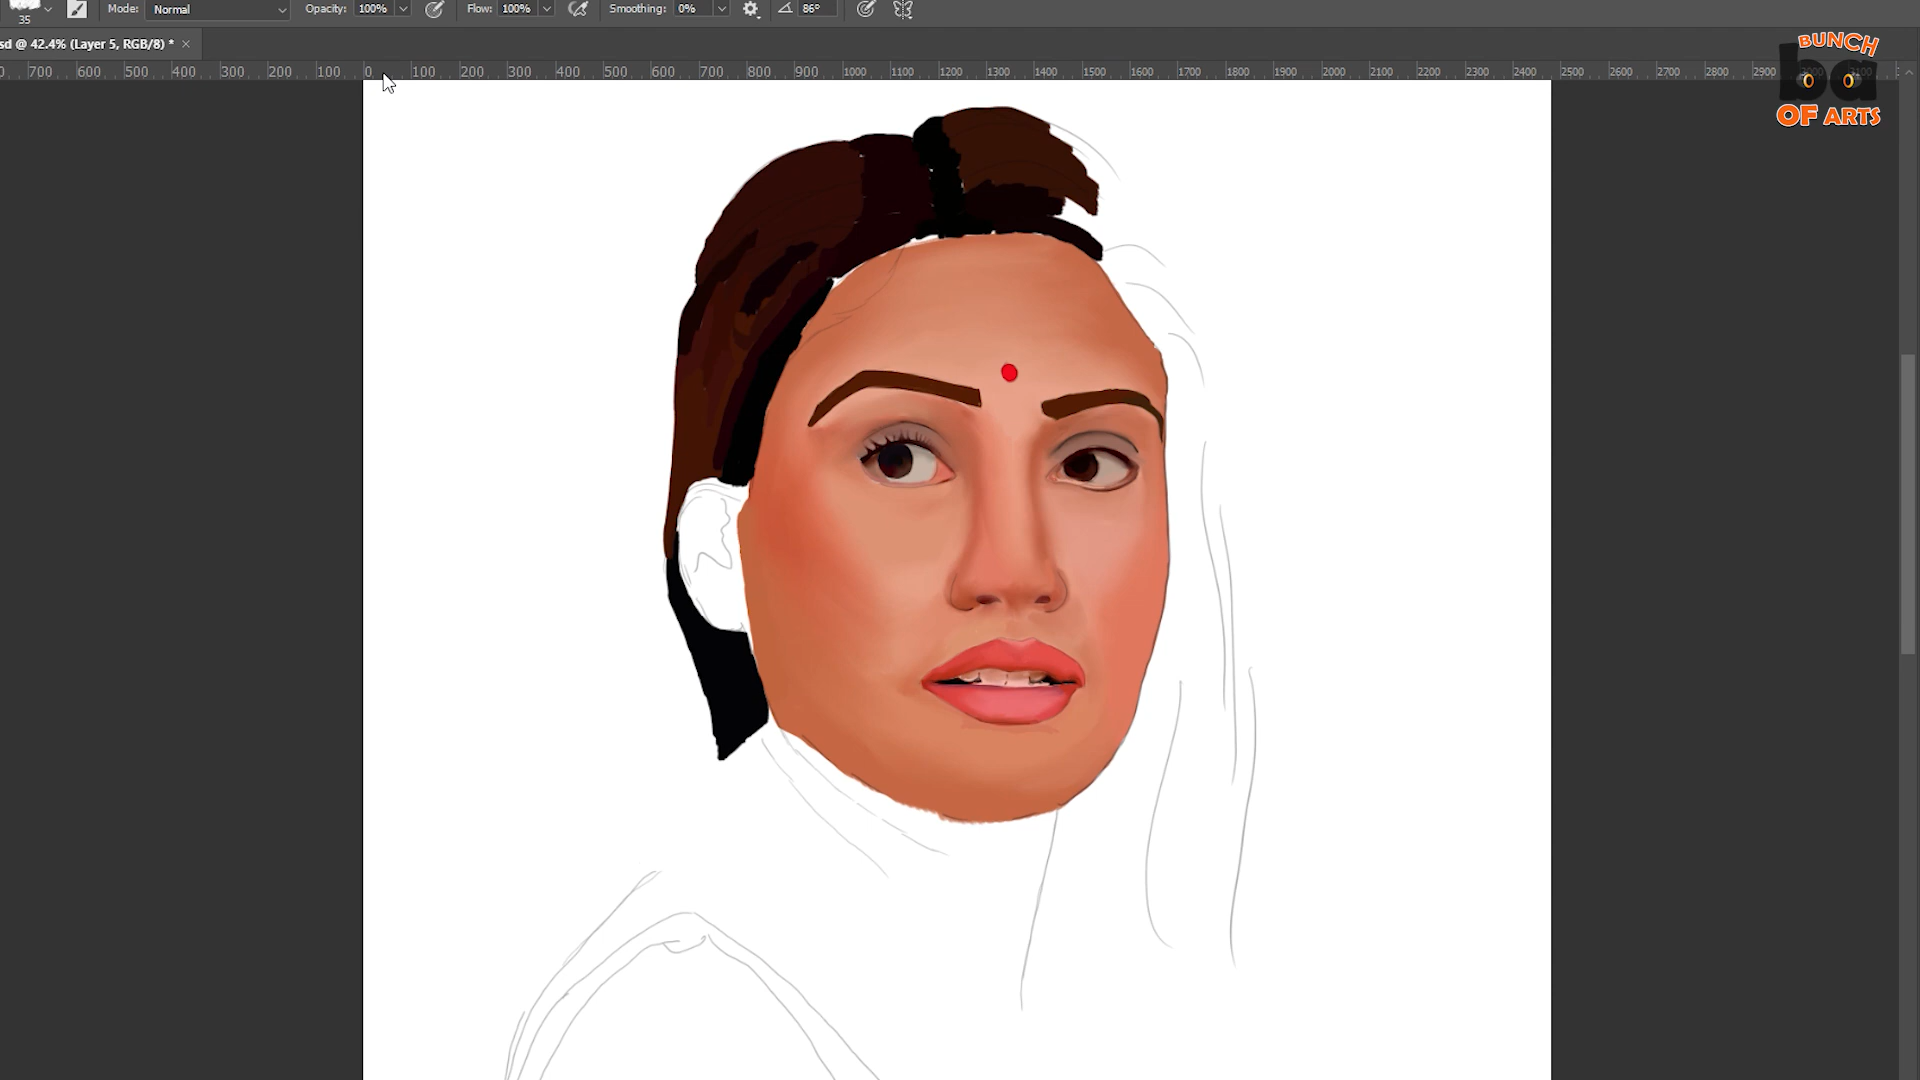 Mode: Normal Opacity: 100% Flow: 100% Smoothing: 0% 86°
35
sd @ 42.4% (Layer 5, RGB/8) * ×
700 600 500 400 300 200 100 0 100 200 300 400 500 600 700 800 900 1000 1100 1200 1300 1400 1500 1600 1700 1800 1900 2000 2100 2200 2300 2400 2500 2600 2700 2800 2900
BUNCH
ba
OF ARTS